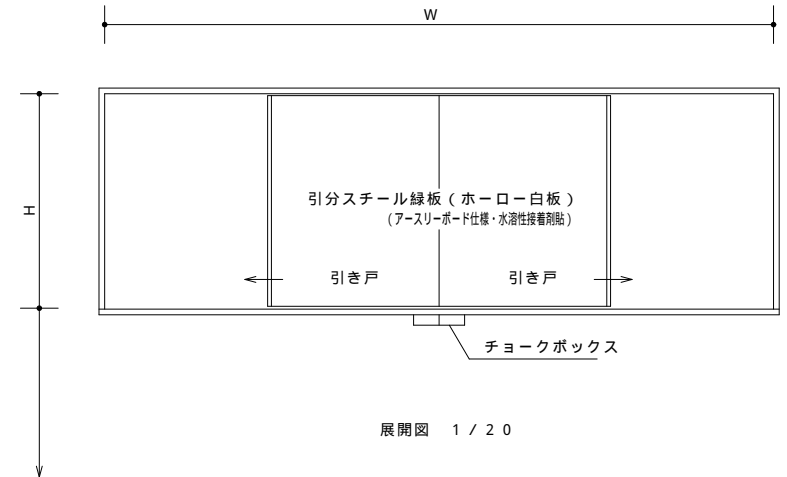 W
H
引分スチール緑板（ホーロー白板）
（アースリーボード仕様・水溶性接着剤貼）
引き戸
引き戸
チョークボックス
展開図　１／２０